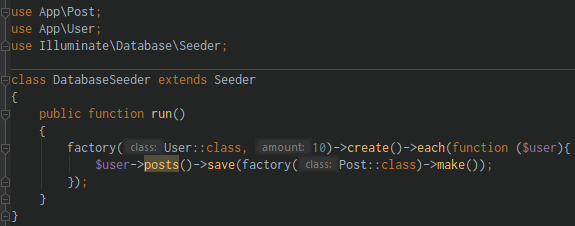 use App\Post;
use App\User;
use Illuminate\Database\Seeder;
class DatabaseSeeder extends Seeder
{
    public function run()
    {
        factory( class: User::class, amount: 10)->create()->each(function ($user){
            $user->posts()->save(factory( class: Post::class)->make());
        });
    }
}